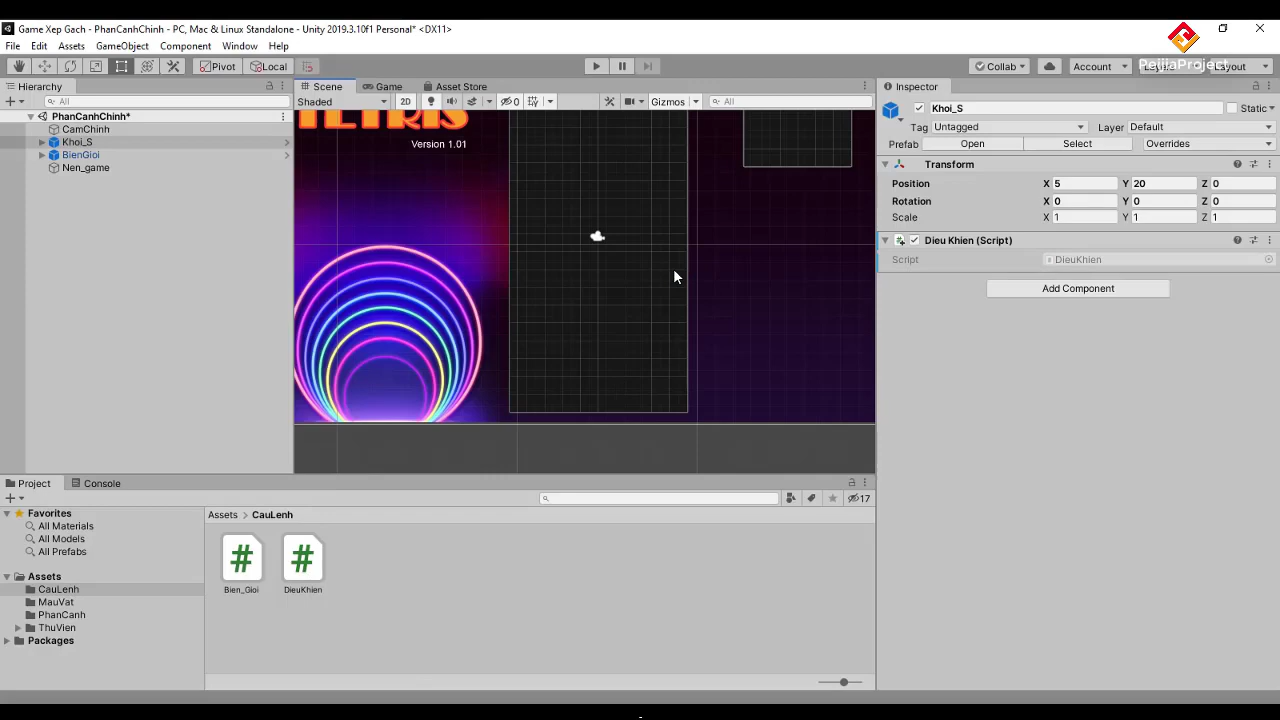 Game Xep Gach - PhanCanhChinh - PC, Mac & Linux Standalone - Unity 2019.3.10f1 Personal* <DX11>
File Edit Assets GameObject Component Window Help
ReijiaProject
Pivot Local Collab Account Layout
Hierarchy
All
PhanCanhChinh*
CamChinh
Khoi_S
BienGioi
Nen_game
Scene Game Asset Store
Shaded 2D 0 Gizmos All
TETRIS
Version 1.01
Inspector
Khoi_S Static
Tag Untagged Layer Default
Prefab Open Select Overrides
Transform
Position X 5 Y 20 Z 0
Rotation X 0 Y 0 Z 0
Scale X 1 Y 1 Z 1
Dieu Khien (Script)
Script DieuKhien
Add Component
Project Console
17
Favorites
All Materials
All Models
All Prefabs
Assets
CauLenh
MauVat
PhanCanh
ThuVien
Packages
Assets > CauLenh
Bien_Gioi DieuKhien